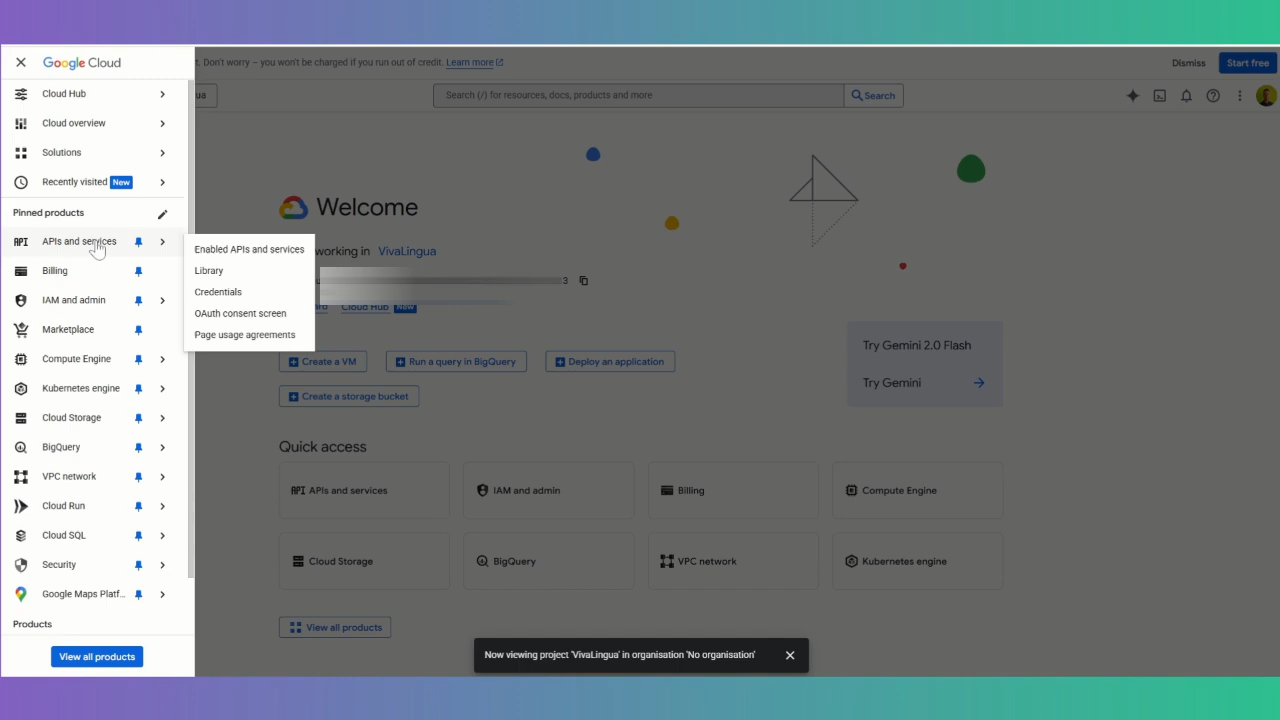 Google Cloud
t. Don't worry – you won't be charged if you run out of credit. Learn more
Dismiss
Start free
Cloud Hub
ua
Search (/) for resources, docs, products and more
Search
Cloud overview
Solutions
Recently visited New
Welcome
Pinned products
APIs and services
Enabled APIs and services
working in VivaLingua
Billing
Library
3
Credentials
IAM and admin
Cloud Hub New
OAuth consent screen
Marketplace
Page usage agreements
Try Gemini 2.0 Flash
Compute Engine
Create a VM
Run a query in BigQuery
Deploy an application
Try Gemini
Kubernetes engine
Create a storage bucket
Cloud Storage
BigQuery
Quick access
VPC network
API APIs and services
IAM and admin
Billing
Compute Engine
Cloud Run
Cloud SQL
Security
Cloud Storage
BigQuery
VPC network
Kubernetes engine
Google Maps Platf...
Products
View all products
View all products
Now viewing project 'VivaLingua' in organisation 'No organisation'